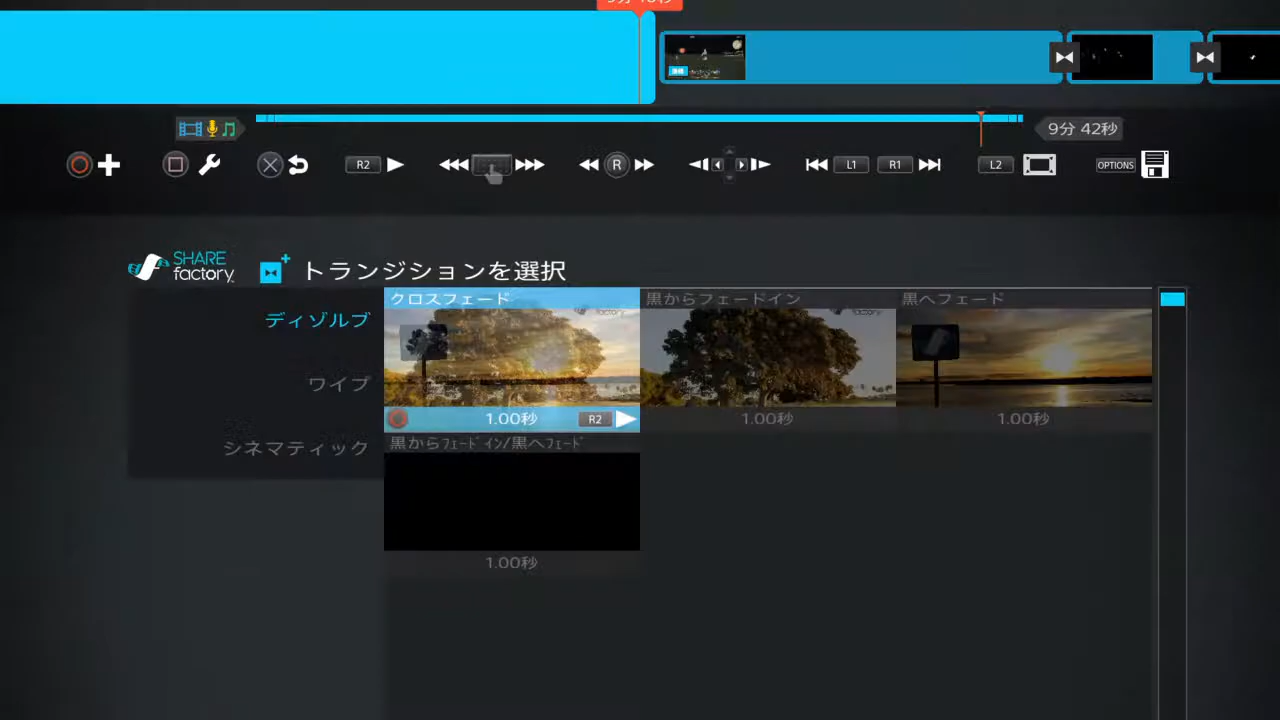 9分 42秒
R2
R
L1
R1
L2
OPTIONS
SHARE
factory
トランジションを選択
ディゾルブ
ワイプ
シネマティック
クロスフェード
1.00秒
R2
黒からフェードイン
1.00秒
黒へフェード
1.00秒
黒からﾌｪｰﾄﾞｲﾝ/黒へﾌｪｰﾄﾞ
1.00秒